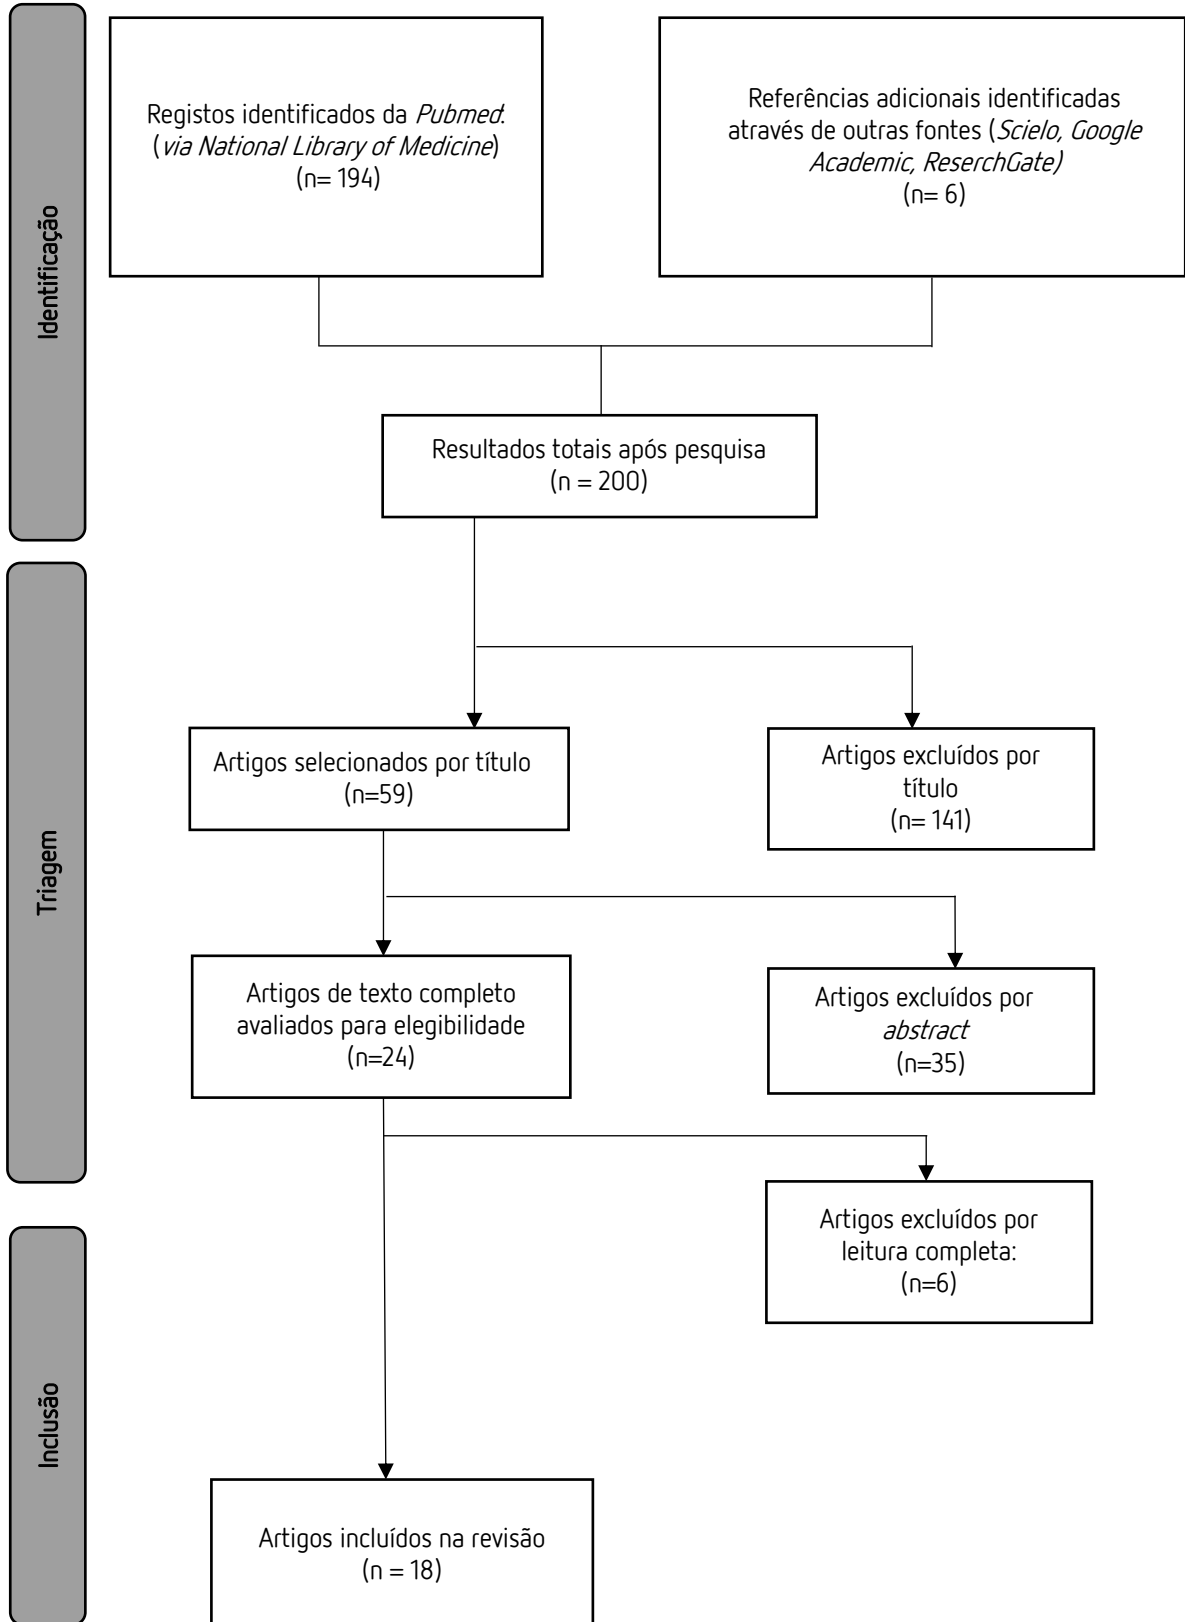 Identificação
Registos identificados da Pubmed:
(via National Library of Medicine)
(n= 194)
Referências adicionais identificadas
através de outras fontes (Scielo, Google
Academic, ReserchGate)
(n= 6)
Resultados totais após pesquisa
(n = 200)
Triagem
Artigos selecionados por título
(n=59)
Artigos excluídos por
título
(n= 141)
Artigos de texto completo
avaliados para elegibilidade
(n=24)
Artigos excluídos por
abstract
(n=35)
Artigos excluídos por
leitura completa:
(n=6)
Inclusão
Artigos incluídos na revisão
(n = 18)